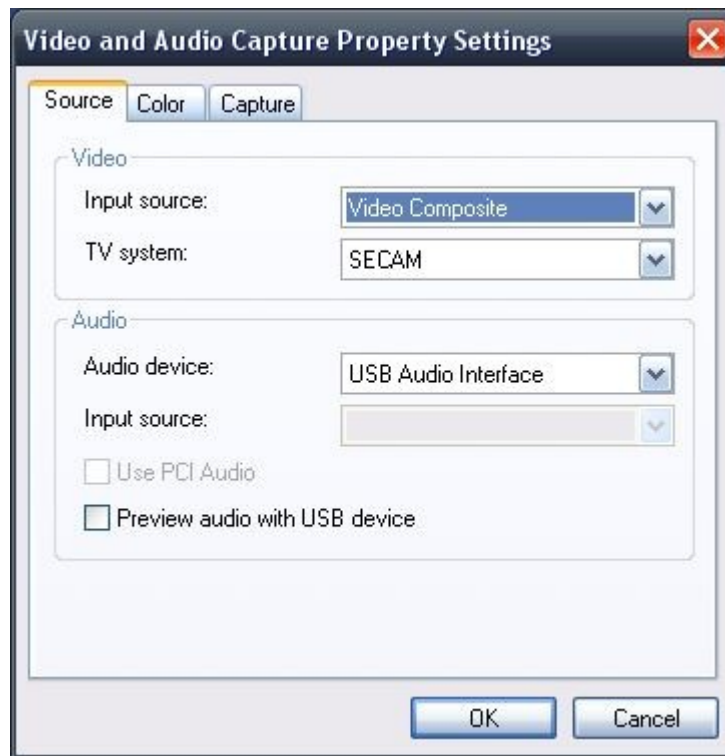 Video and Audio Capture Property Settings
Source Color Capture
Video
Input source: Video Composite
TV system: SECAM
Audio
Audio device: USB Audio Interface
Input source:
Use PCI Audio
Preview audio with USB device
OK Cancel